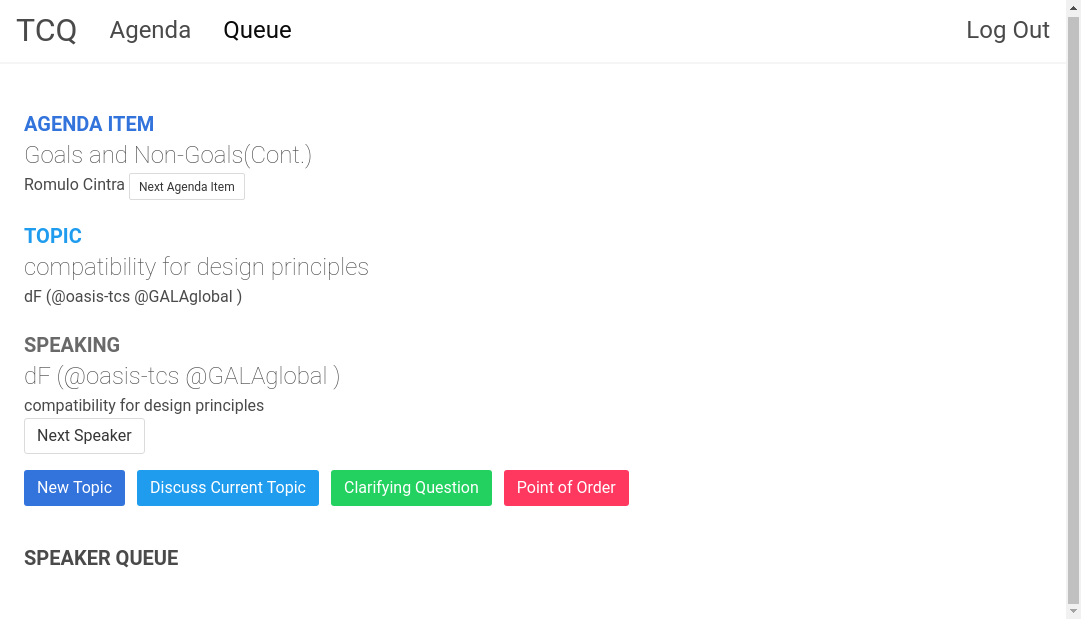 TCQ Agenda Queue Log Out
AGENDA ITEM
Goals and Non-Goals(Cont.)
Romulo Cintra Next Agenda Item
TOPIC
compatibility for design principles
dF (@oasis-tcs @GALAglobal )
SPEAKING
dF (@oasis-tcs @GALAglobal )
compatibility for design principles
Next Speaker
New Topic Discuss Current Topic Clarifying Question Point of Order
SPEAKER QUEUE